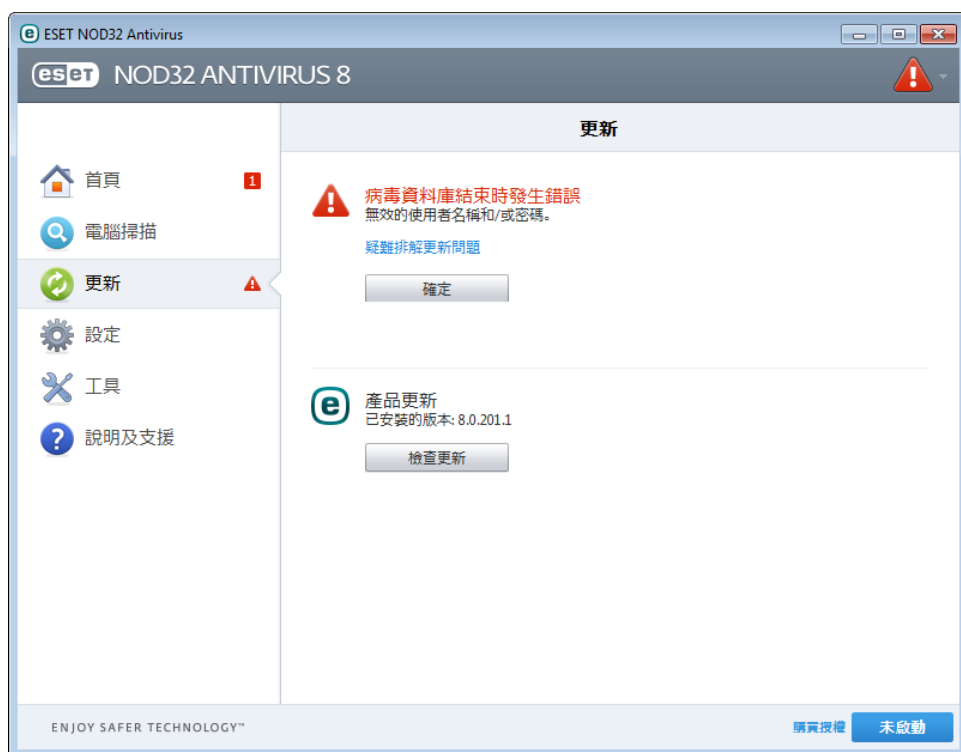 ESET NOD32 Antivirus
eset NOD32 ANTIVIRUS 8
更新
首頁 1
電腦掃描
更新
設定
工具
說明及支援
病毒資料庫結束時發生錯誤
無效的使用者名稱和/或密碼。
疑難排解更新問題
確定
產品更新
已安裝的版本: 8.0.201.1
檢查更新
ENJOY SAFER TECHNOLOGY™
購買授權 未啟動